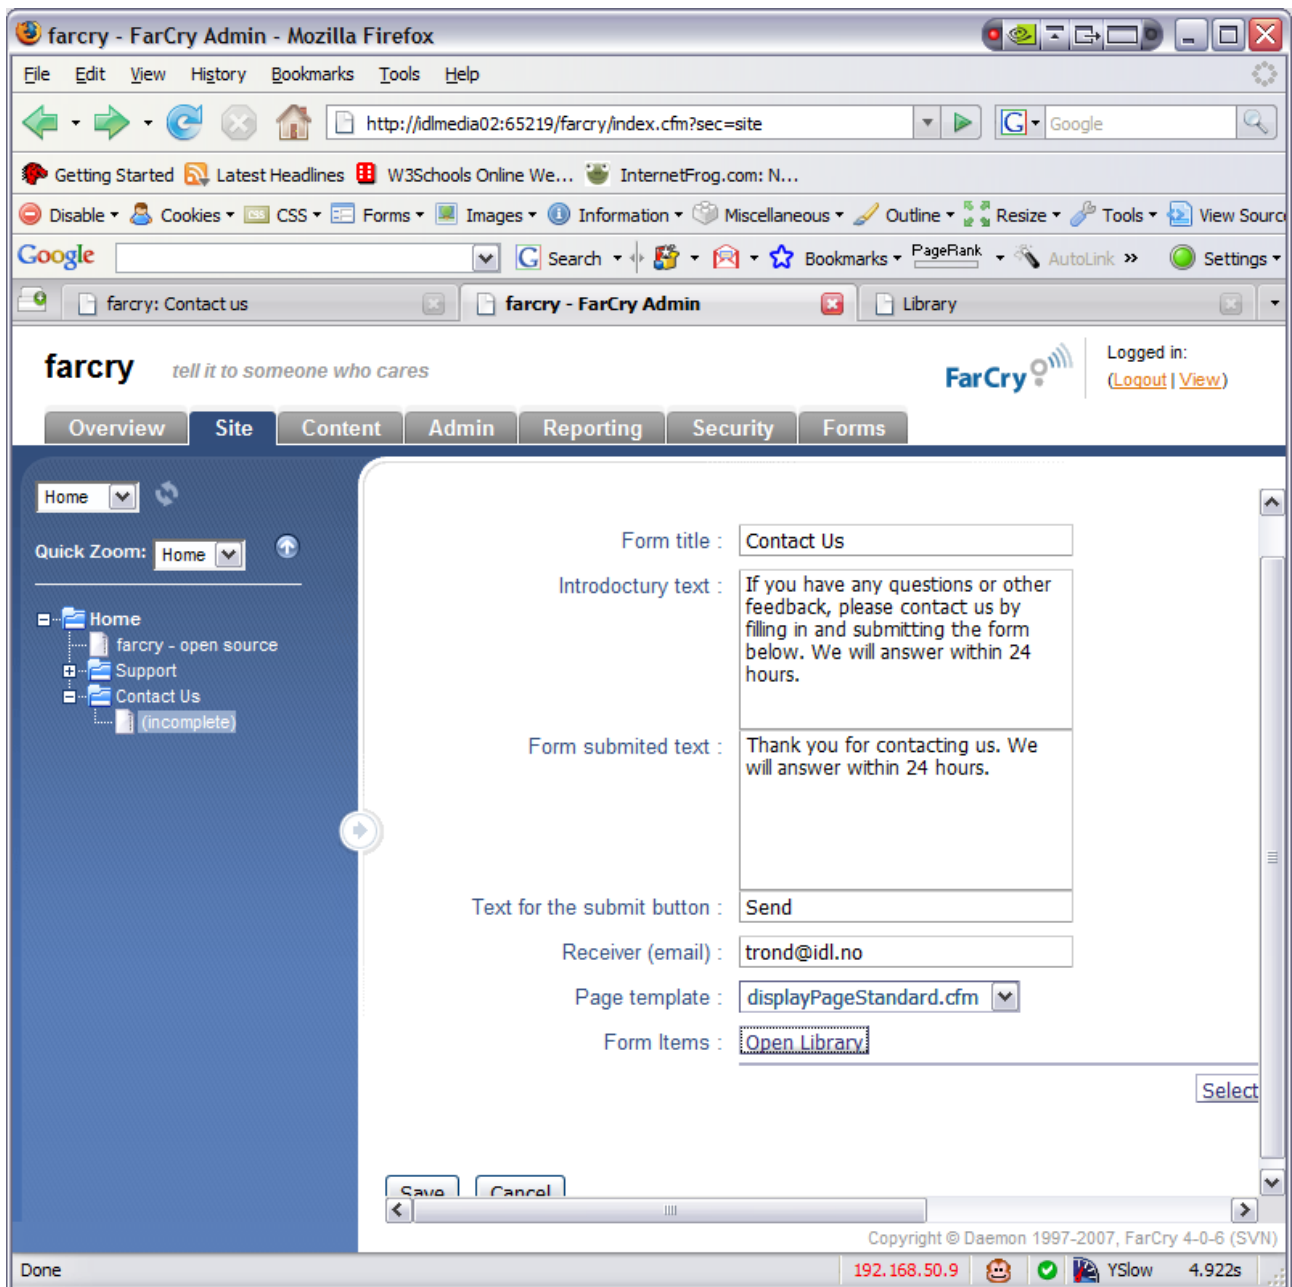 farcry - FarCry Admin - Mozilla Firefox
File Edit View History Bookmarks Tools Help
http://idlmedia02:65219/farcry/index.cfm?sec=site G Google
Getting Started Latest Headlines W3Schools Online We... InternetFrog.com: N...
Disable Cookies CSS CSS Forms Images Information Miscellaneous Outline Resize Tools View Source
Google G Search Bookmarks PageRank AutoLink » Settings
farcry: Contact us farcry - FarCry Admin Library
farcry tell it to someone who cares FarCry Logged in:
(Logout | View)
Overview Site Content Admin Reporting Security Forms
Home
Quick Zoom: Home
Home
farcry - open source
Support
Contact Us
(incomplete)
Form title : Contact Us
Introdoctury text : If you have any questions or other
feedback, please contact us by
filling in and submitting the form
below. We will answer within 24
hours.
Form submited text : Thank you for contacting us. We
will answer within 24 hours.
Text for the submit button : Send
Receiver (email) : trond@idl.no
Page template : displayPageStandard.cfm
Form Items : Open Library
Select
Save Cancel
Copyright © Daemon 1997-2007, FarCry 4-0-6 (SVN)
Done 192.168.50.9 YSlow 4.922s